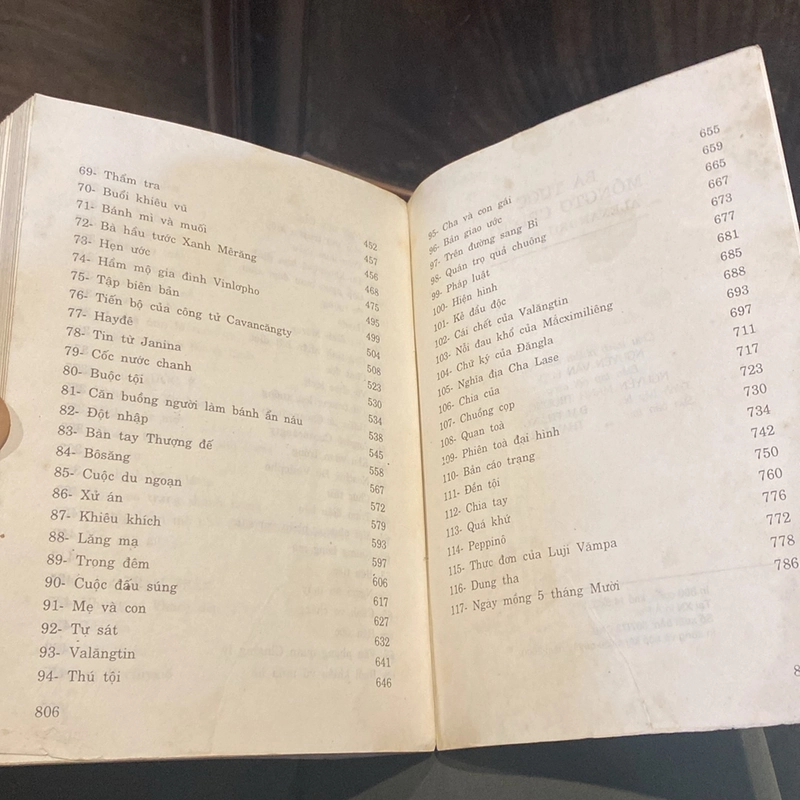 69- Thẩm tra 452
70- Buổi khiêu vũ 457
71- Bánh mì và muối 456
72- Bà hầu tước Xanh Mêrăng 468
73- Hẹn ước 475
74- Hầm mộ gia đình Vinlơpho 495
75- Tập biên bản 499
76- Tiến bộ của công tử Cavancăngty 504
77- Hayđê 508
78- Tin từ Janina 523
79- Cốc nước chanh 530
80- Buộc tội 534
81- Căn buồng người làm bánh ẩn náu 538
82- Đột nhập 545
83- Bàn tay Thượng đế 558
84- Bôsăng 567
85- Cuộc du ngoạn 572
86- Xử án 579
87- Khiêu khích 593
88- Lăng mạ 597
89- Trong đêm 606
90- Cuộc đấu súng 617
91- Mẹ và con 627
92- Tự sát 632
93- Valăngtin 641
94- Thú tội 646
806
95- Cha và con gái 655
96- Bản giao ước 659
97- Trên đường sang Bỉ 665
98- Quán trọ quả chuông 667
99- Pháp luật 673
100- Hiện hình 677
101- Kẻ đầu độc 681
102- Cái chết của Valăngtin 685
103- Nỗi đau khổ của Mắcximiliêng 688
104- Chữ ký của Đăngla 693
105- Nghĩa địa Cha Lase 697
106- Chia của 711
107- Chuồng cọp 717
108- Quan toà 723
109- Phiên toà đại hình 730
110- Bản cáo trạng 734
111- Đền tội 742
112- Chia tay 750
113- Quá khứ 760
114- Peppinô 776
115- Thực đơn của Luji Vămpa 772
116- Dung tha 778
117- Ngày mồng 5 tháng Mười 786